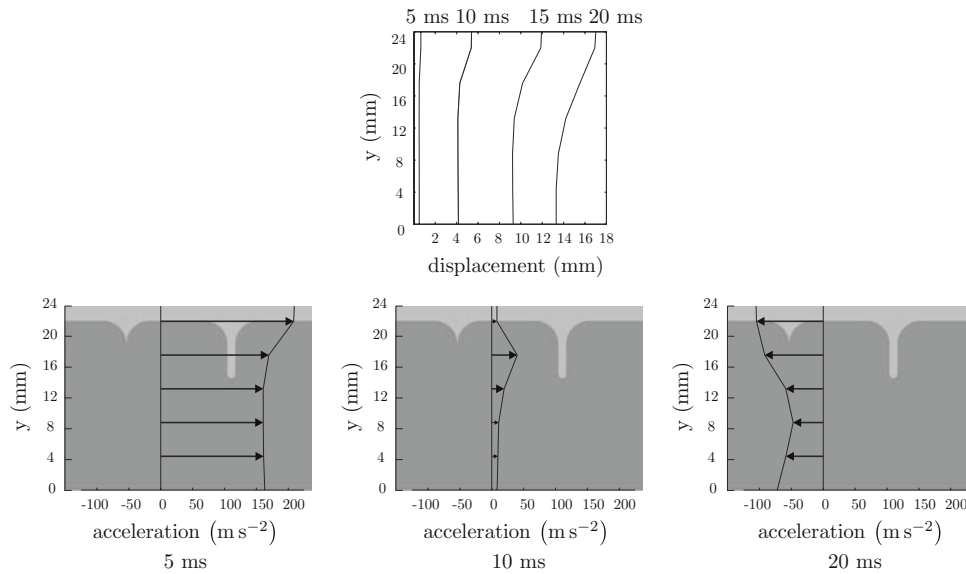 5 ms 10 ms 15 ms 20 ms
24
20
16
12
8
4
0
y (mm)
2 4 6 8 10 12 14 16 18
displacement (mm)
24
20
16
12
8
4
0
y (mm)
-100 -50 0 50 100 150 200
acceleration (m s⁻²)
5 ms
24
20
16
12
8
4
0
y (mm)
-100 -50 0 50 100 150 200
acceleration (m s⁻²)
10 ms
24
20
16
12
8
4
0
y (mm)
-100 -50 0 50 100 150 200
acceleration (m s⁻²)
20 ms